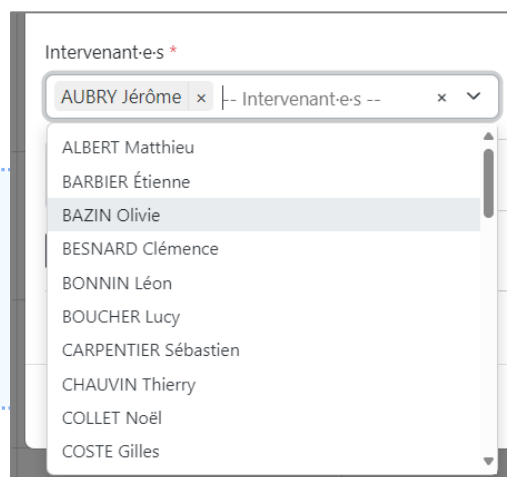 Intervenant·e·s *
AUBRY Jérôme × -- Intervenant·e·s -- ×
ALBERT Matthieu
BARBIER Étienne
BAZIN Olivie
BESNARD Clémence
BONNIN Léon
BOUCHER Lucy
CARPENTIER Sébastien
CHAUVIN Thierry
COLLET Noël
COSTE Gilles